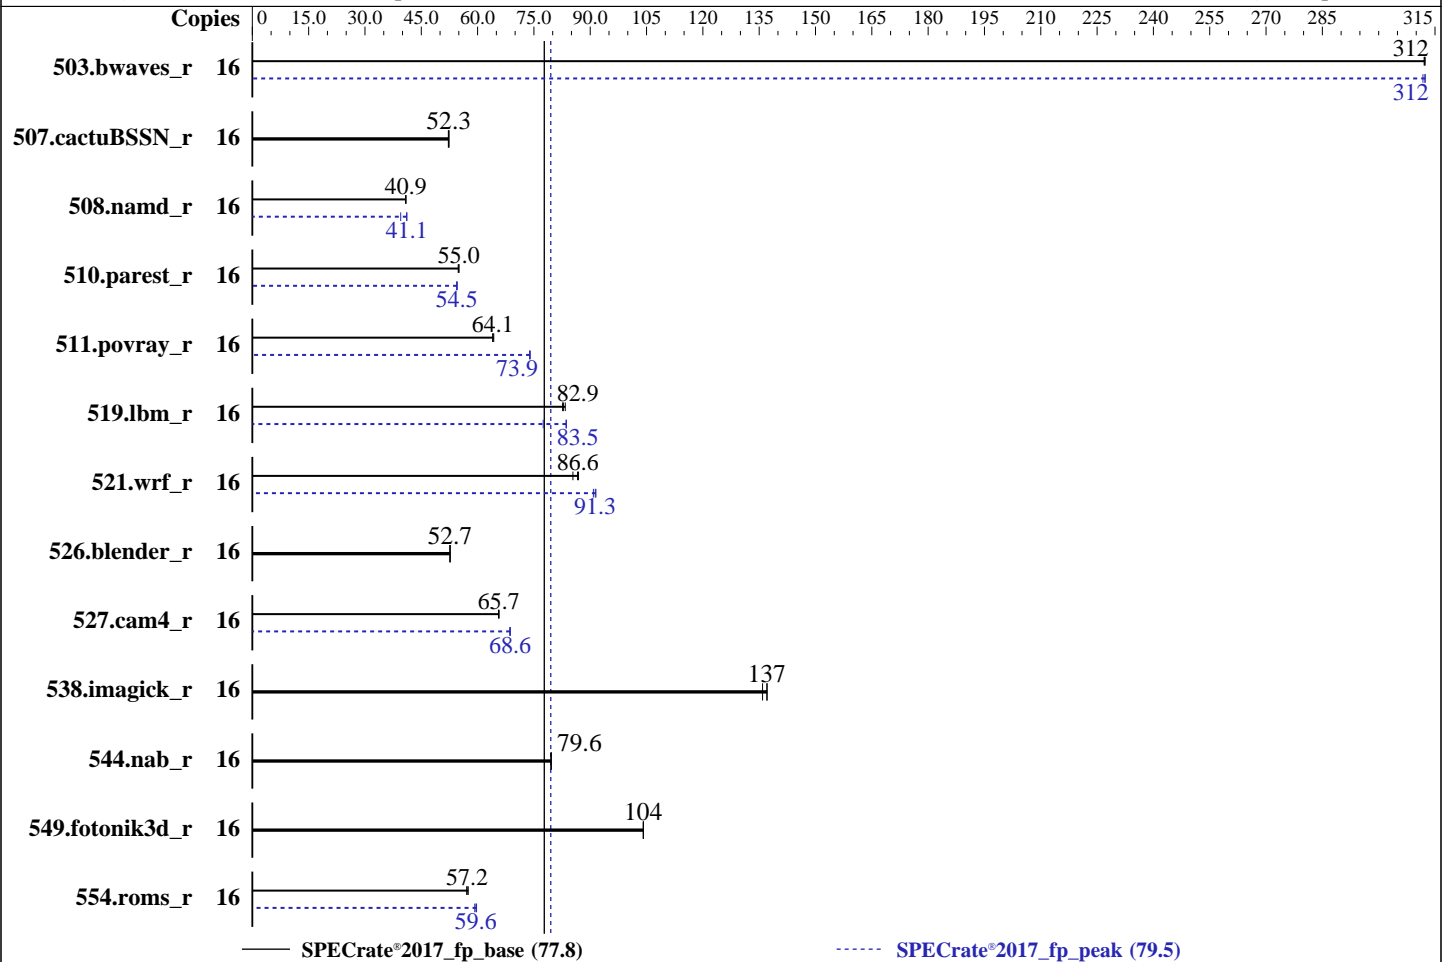 Copies 0 15.0 30.0 45.0 60.0 75.0 90.0 105 120 135 150 165 180 195 210 225 240 255 270 285 315
503.bwaves_r 16 312
312
507.cactuBSSN_r 16 52.3
508.namd_r 16 40.9
41.1
510.parest_r 16 55.0
54.5
511.povray_r 16 64.1
73.9
519.lbm_r 16 82.9
83.5
521.wrf_r 16 86.6
91.3
526.blender_r 16 52.7
527.cam4_r 16 65.7
68.6
538.imagick_r 16 137
544.nab_r 16 79.6
549.fotonik3d_r 16 104
554.roms_r 16 57.2
59.6
SPECrate®2017_fp_base (77.8) SPECrate®2017_fp_peak (79.5)